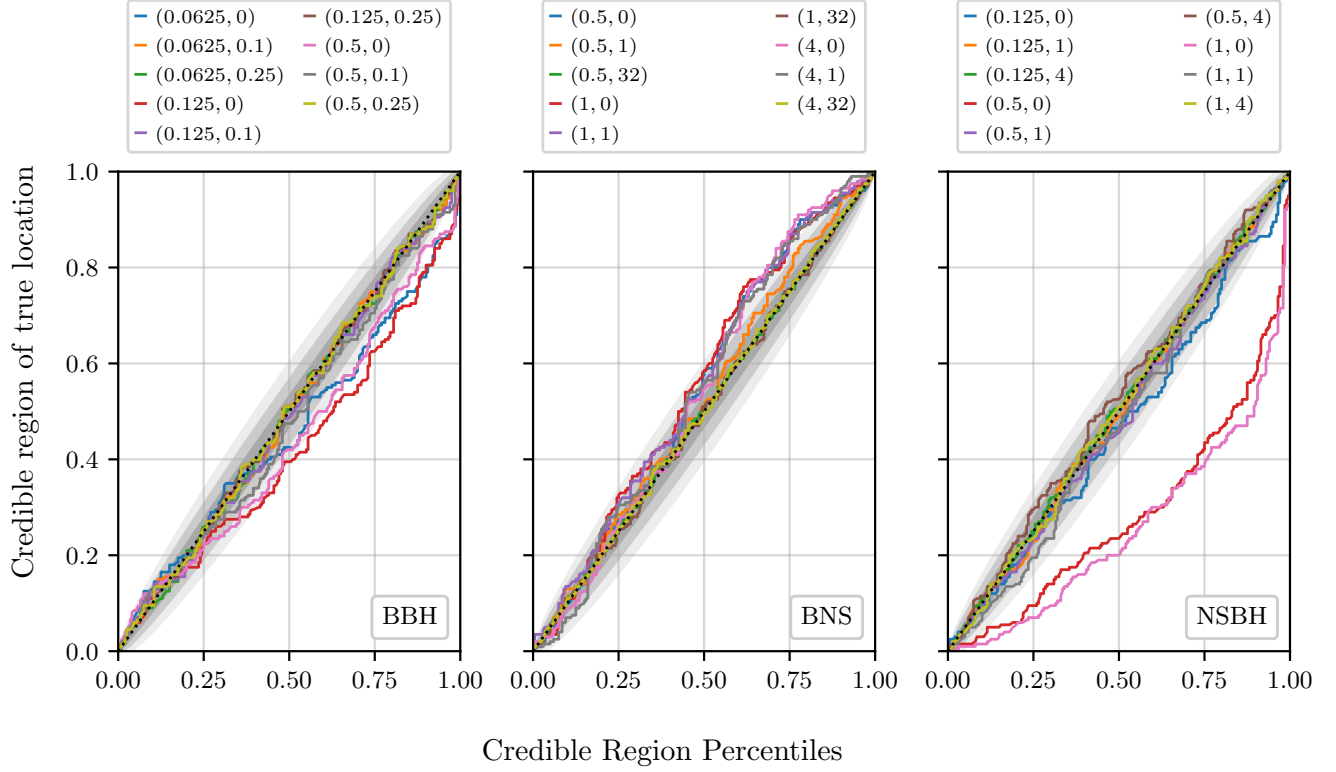 (0.0625, 0) (0.125, 0.25)
(0.0625, 0.1) (0.5, 0)
(0.0625, 0.25) (0.5, 0.1)
(0.125, 0) (0.5, 0.25)
(0.125, 0.1)
(0.5, 0) (1, 32)
(0.5, 1) (4, 0)
(0.5, 32) (4, 1)
(1, 0) (4, 32)
(1, 1)
(0.125, 0) (0.5, 4)
(0.125, 1) (1, 0)
(0.125, 4) (1, 1)
(0.5, 0) (1, 4)
(0.5, 1)
Credible region of true location
1.0
0.8
0.6
0.4
0.2
0.0
BBH
BNS
NSBH
0.00 0.25 0.50 0.75 1.00
0.00 0.25 0.50 0.75 1.00
0.00 0.25 0.50 0.75 1.00
Credible Region Percentiles